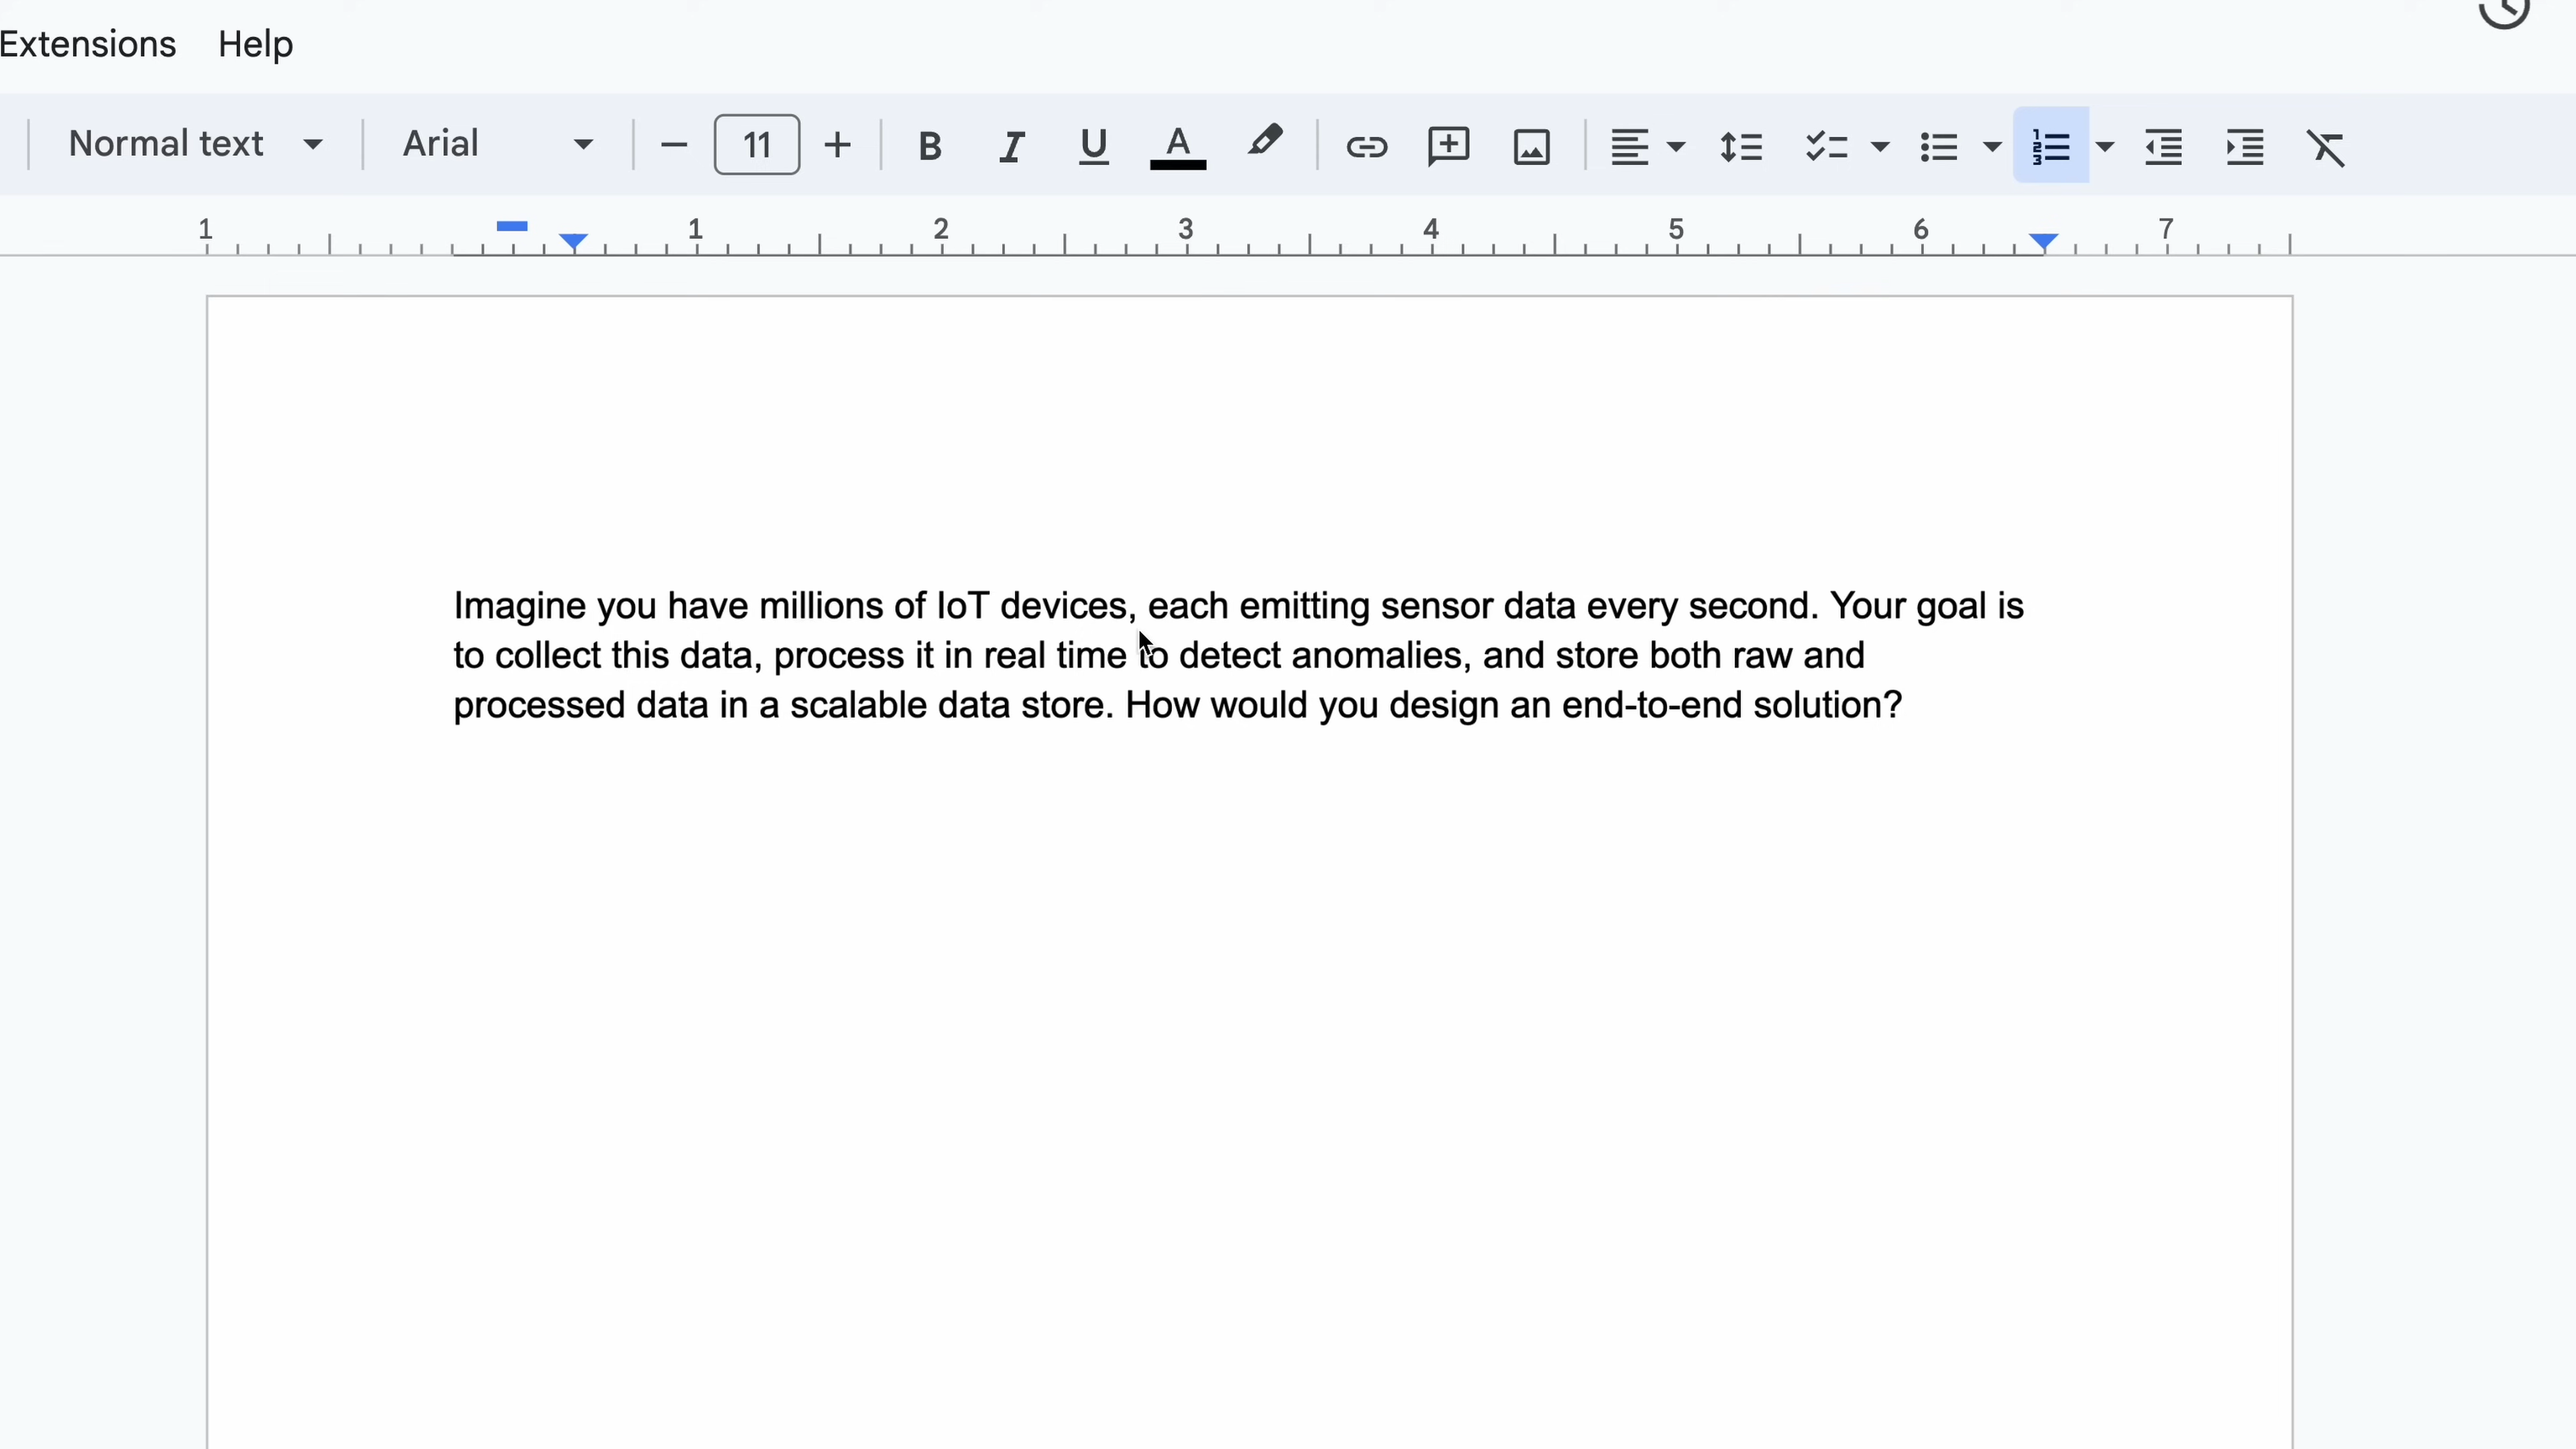 Extensions Help
Normal text Arial 11 B I U A
1 1 2 3 4 5 6 7
Imagine you have millions of IoT devices, each emitting sensor data every second. Your goal is
to collect this data, process it in real time to detect anomalies, and store both raw and
processed data in a scalable data store. How would you design an end-to-end solution?